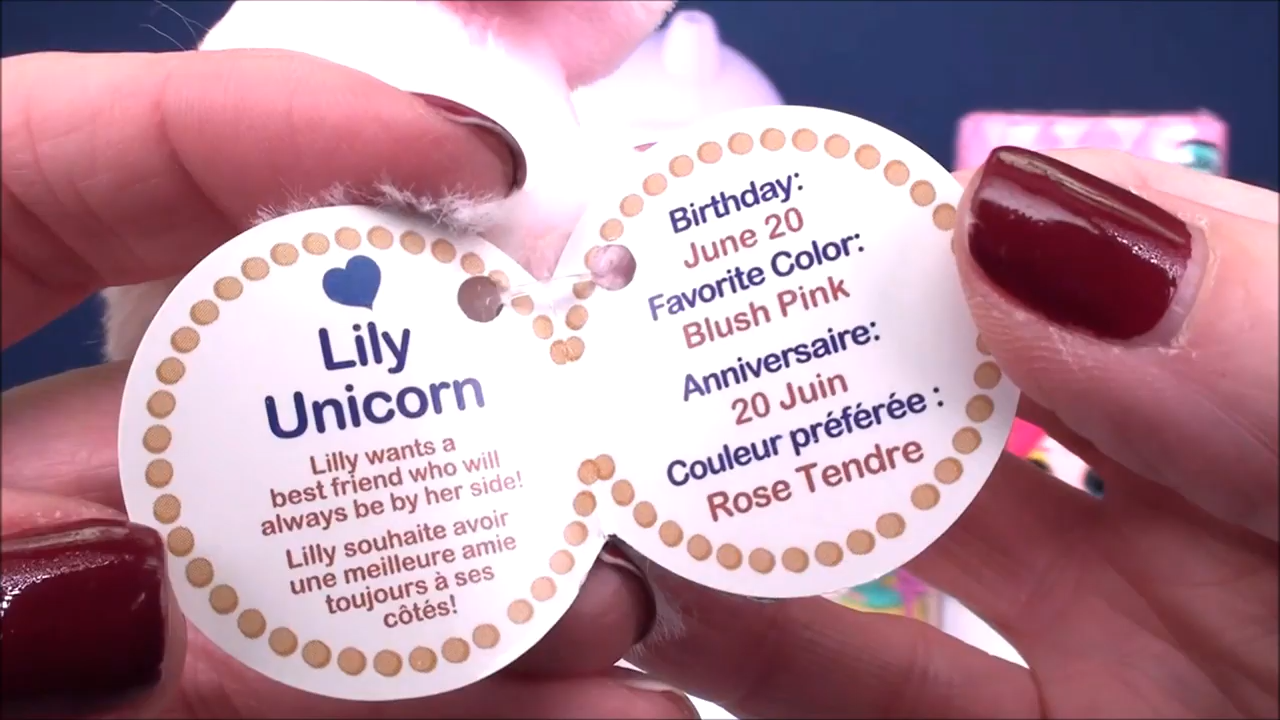 Lily
Unicorn
Lilly wants a
best friend who will
always be by her side!
Lilly souhaite avoir
une meilleure amie
toujours à ses
côtés!
Birthday:
June 20
Favorite Color:
Blush Pink
Anniversaire:
20 Juin
Couleur préférée :
Rose Tendre